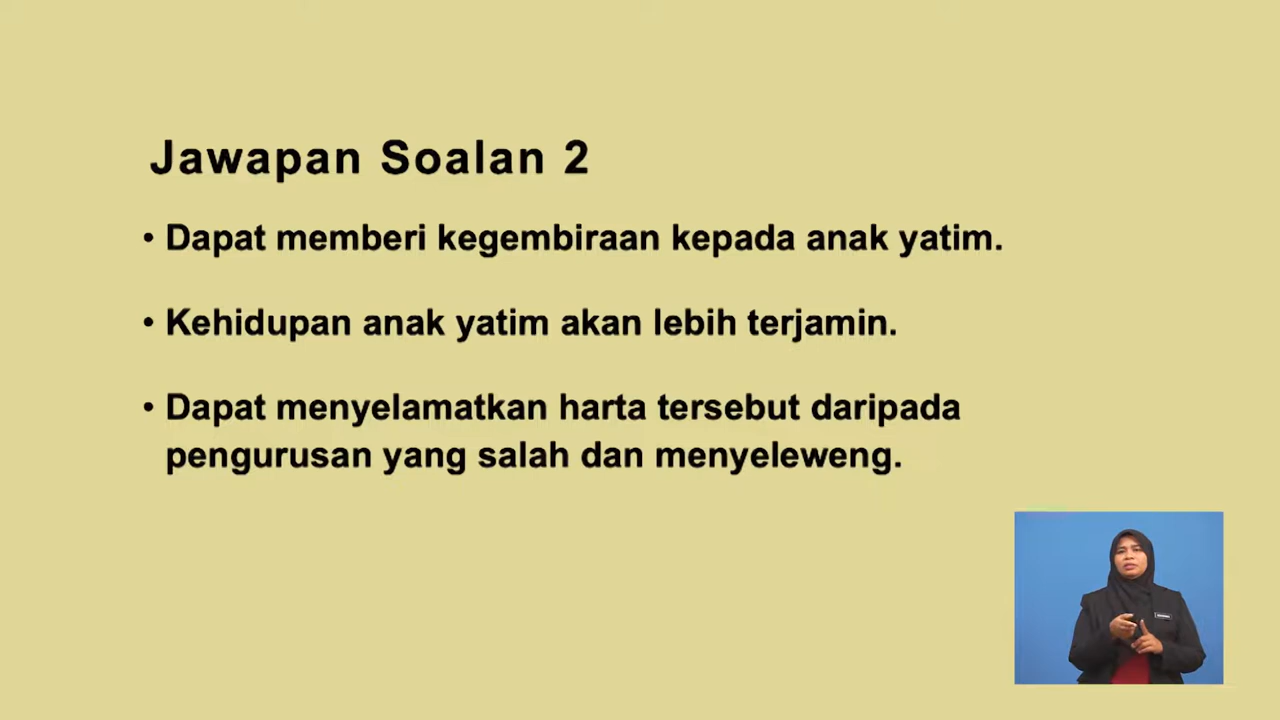 Jawapan Soalan 2
• Dapat memberi kegembiraan kepada anak yatim.
• Kehidupan anak yatim akan lebih terjamin.
• Dapat menyelamatkan harta tersebut daripada
pengurusan yang salah dan menyeleweng.